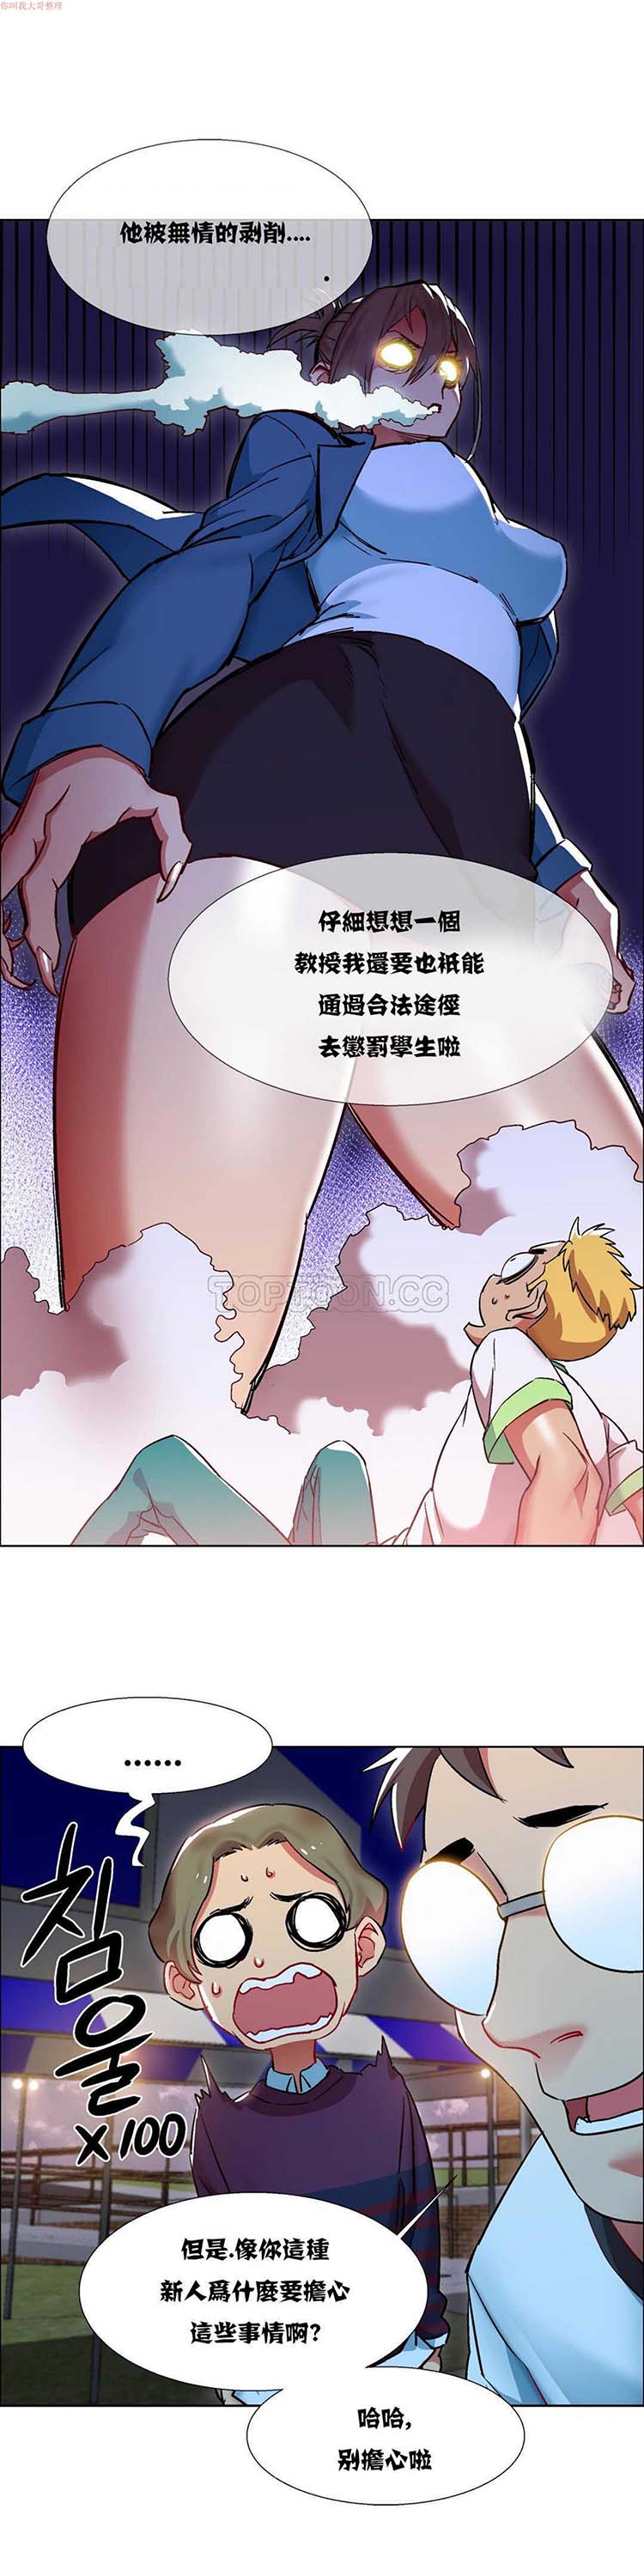 你叫我大哥整理
他被無情的剥削....
.
仔細想想一個
教授我還要也衹能
通過合法途徑
去懲罰學生啦
TOPTOON.CC
......
침울
x100
但是.像你這種
新人爲什麽要擔心
這些事情啊?
哈哈,
别擔心啦